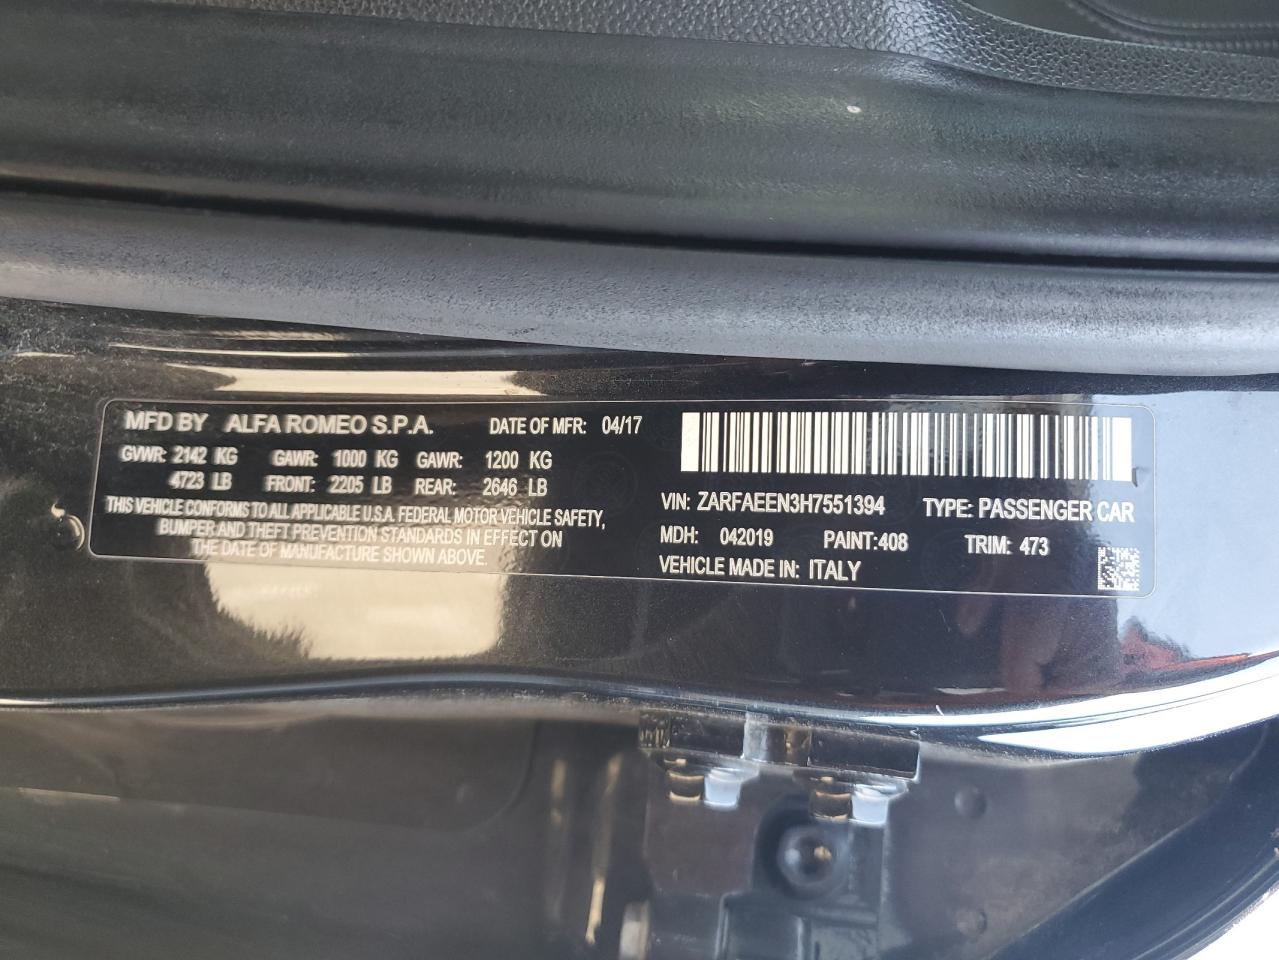 MFD BY ALFA ROMEO S.P.A. DATE OF MFR: 04/17
GVWR: 2142 KG GAWR: 1000 KG GAWR: 1200 KG
4723 LB FRONT: 2205 LB REAR: 2646 LB
THIS VEHICLE CONFORMS TO ALL APPLICABLE U.S.A. FEDERAL MOTOR VEHICLE SAFETY,
BUMPER AND THEFT PREVENTION STANDARDS IN EFFECT ON
THE DATE OF MANUFACTURE SHOWN ABOVE.
VIN: ZARFAEEN3H7551394 TYPE: PASSENGER CAR
MDH: 042019 PAINT:408 TRIM: 473
VEHICLE MADE IN: ITALY